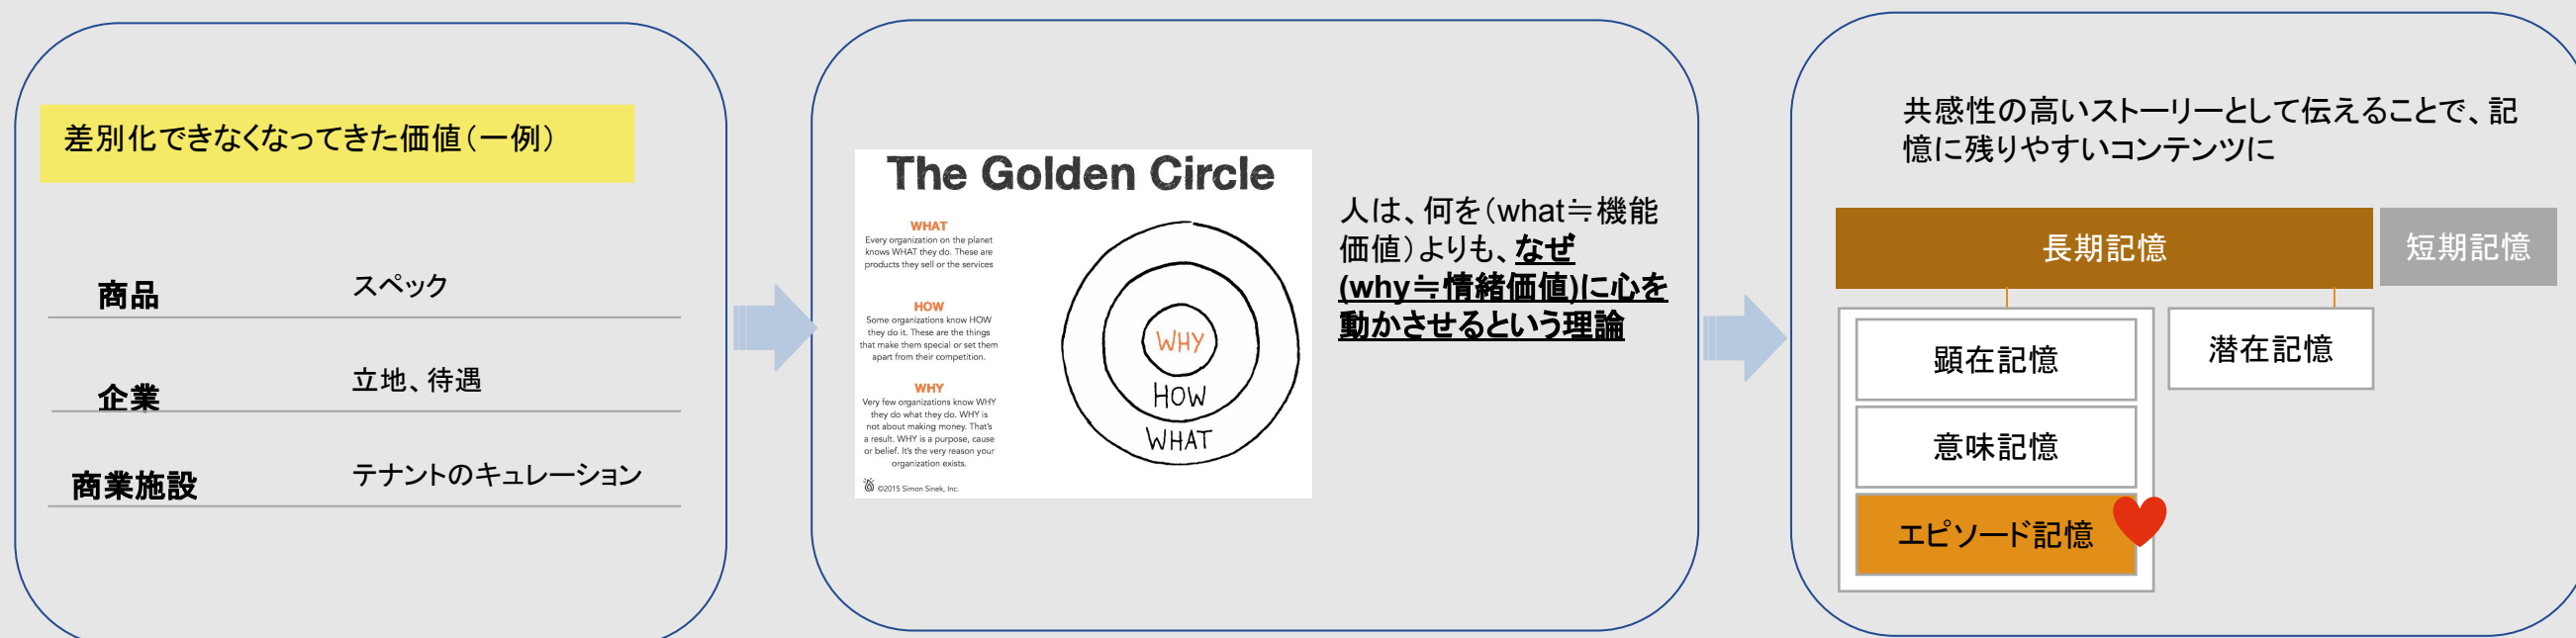 差別化できなくなってきた価値（一例）
商品
スペック
企業
立地、待遇
商業施設
テナントのキュレーション
The Golden Circle
WHAT
Every organization on the planet
knows WHAT they do. These are
products they sell or the services
HOW
Some organizations know HOW
they do it. These are the things
that make them special or set them
apart from their competition.
WHY
Very few organizations know WHY
they do what they do. WHY is
not about making money. That's
a result. WHY is a purpose, cause
or belief. It's the very reason your
organization exists.
©2015 Simon Sinek, Inc.
WHY
HOW
WHAT
人は、何を（what≒機能
価値）よりも、なぜ
(why≒情緒価値)に心を
動かさせるという理論
共感性の高いストーリーとして伝えることで、記
憶に残りやすいコンテンツに
長期記憶
短期記憶
顕在記憶
潜在記憶
意味記憶
エピソード記憶